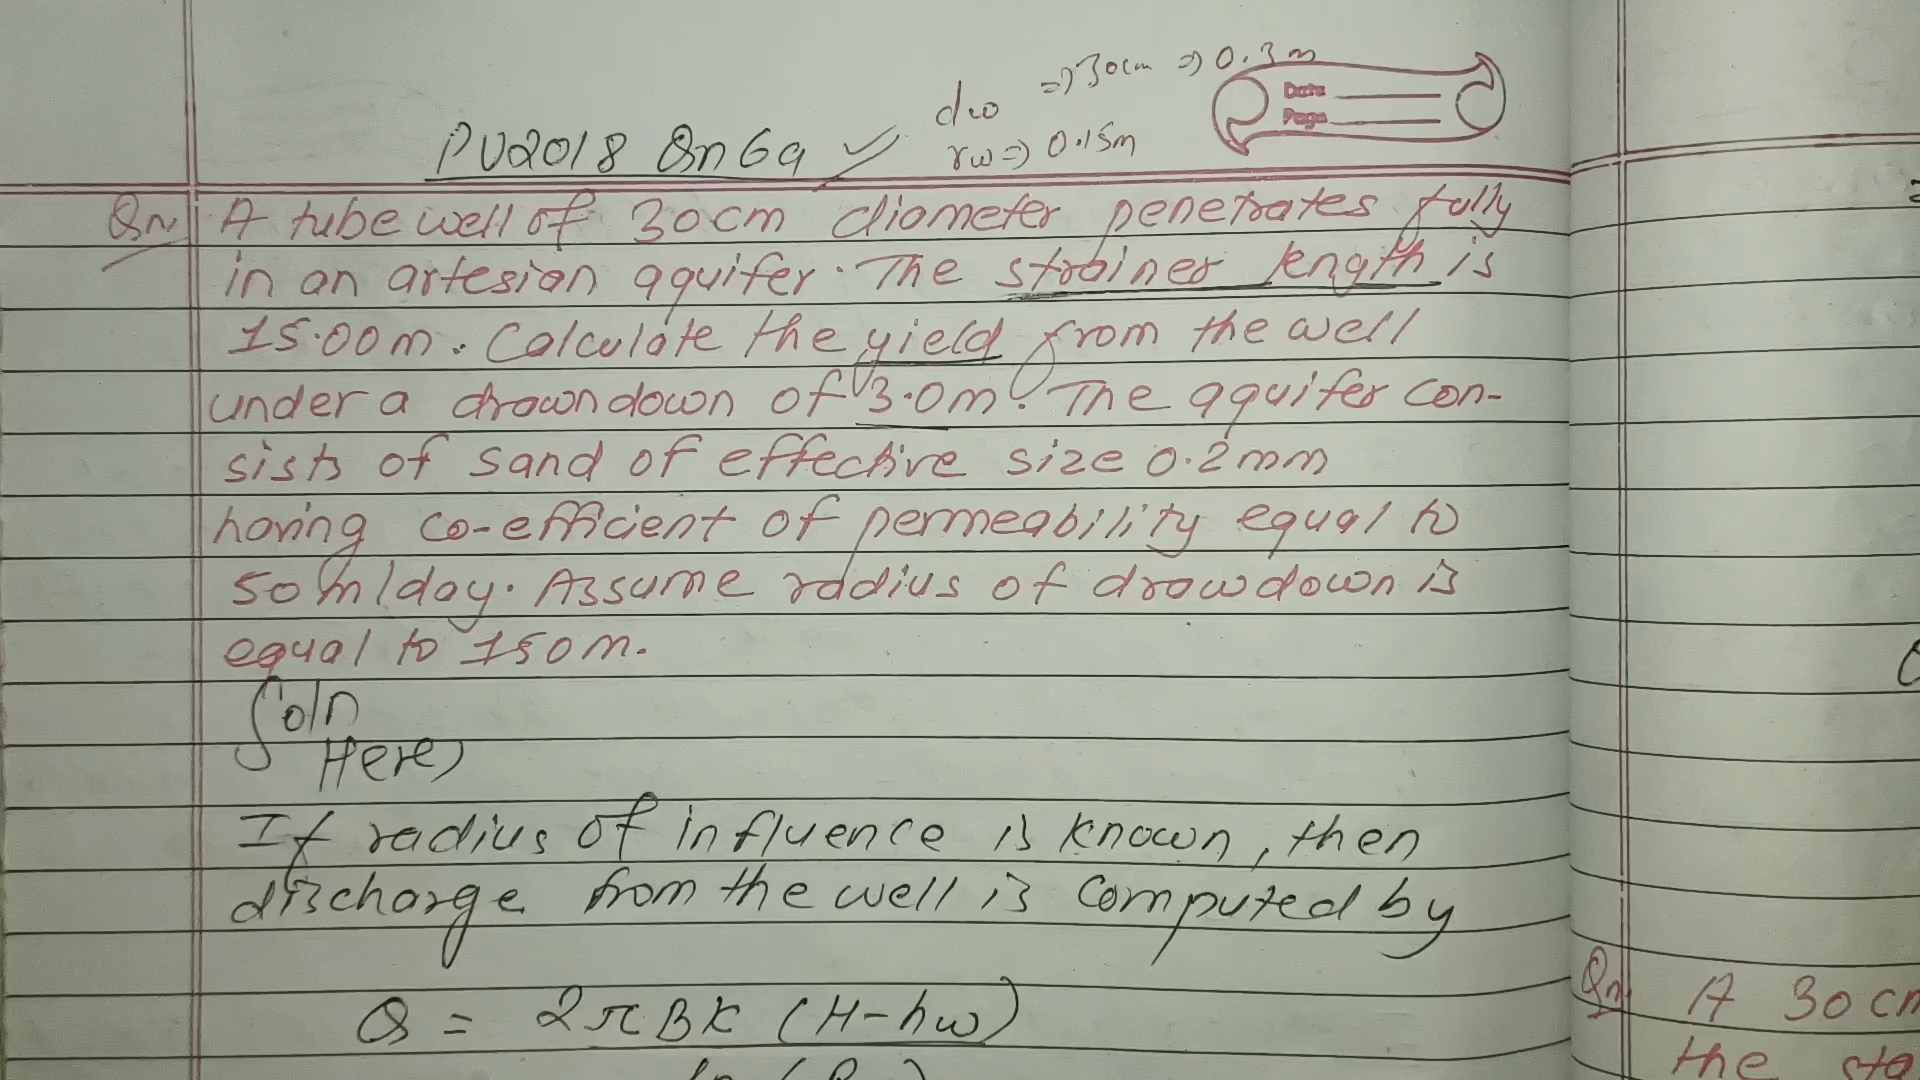 dw => 30cm => 0.3m
Date
Page
PU2018 Qn6a
rw => 0.15m
Qn A tube well of 30cm diameter penetrates fully
in an artesian aquifer. The strainer length is
15.00m. Calculate the yield from the well
under a drawndown of 3.0m. The aquifer con-
sists of sand of effective size 0.2mm
having co-efficient of permeability equal to
50m/day. Assume radius of drawdown is
equal to 150m.
Soln
Here,
If radius of influence is known, then
discharge from the well is computed by
Q = 2πBK (H-hw)
Qn A 30cm
the sta